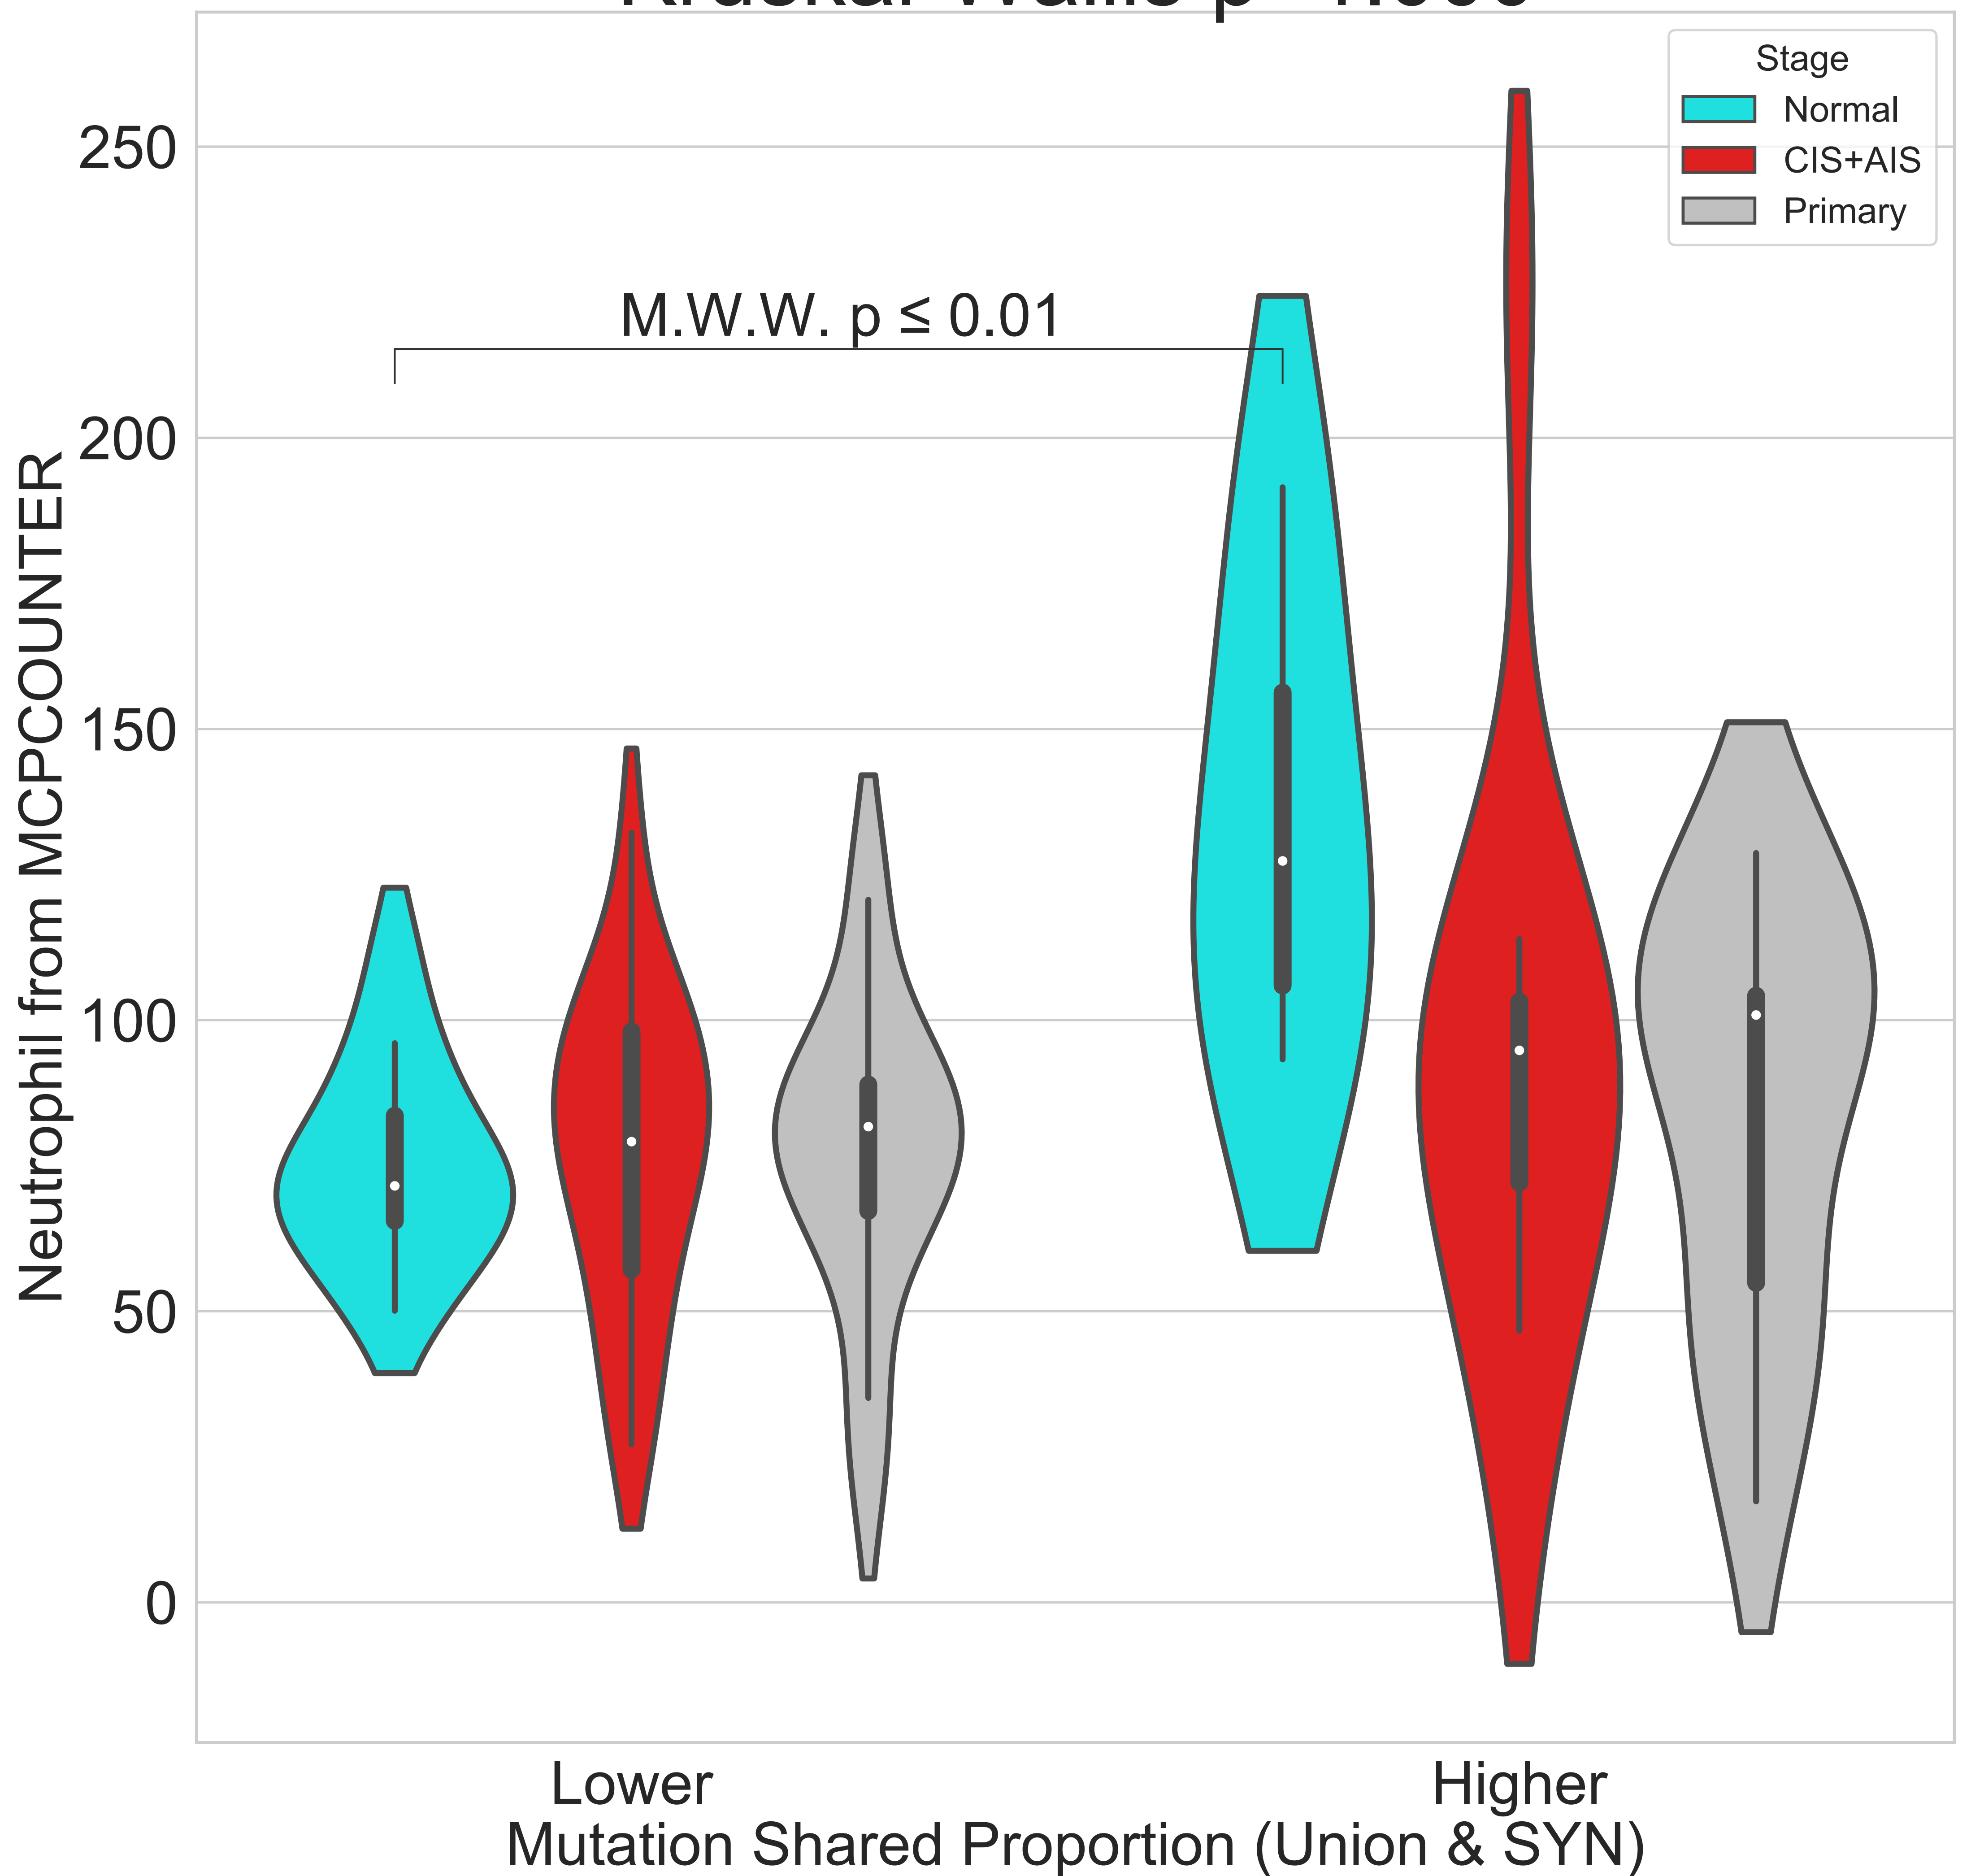 Stage
Normal
CIS+AIS
Primary
M.W.W. p ≤ 0.01
Neutrophil from MCPCOUNTER
250
200
150
100
50
0
Lower
Higher
Mutation Shared Proportion (Union & SYN)